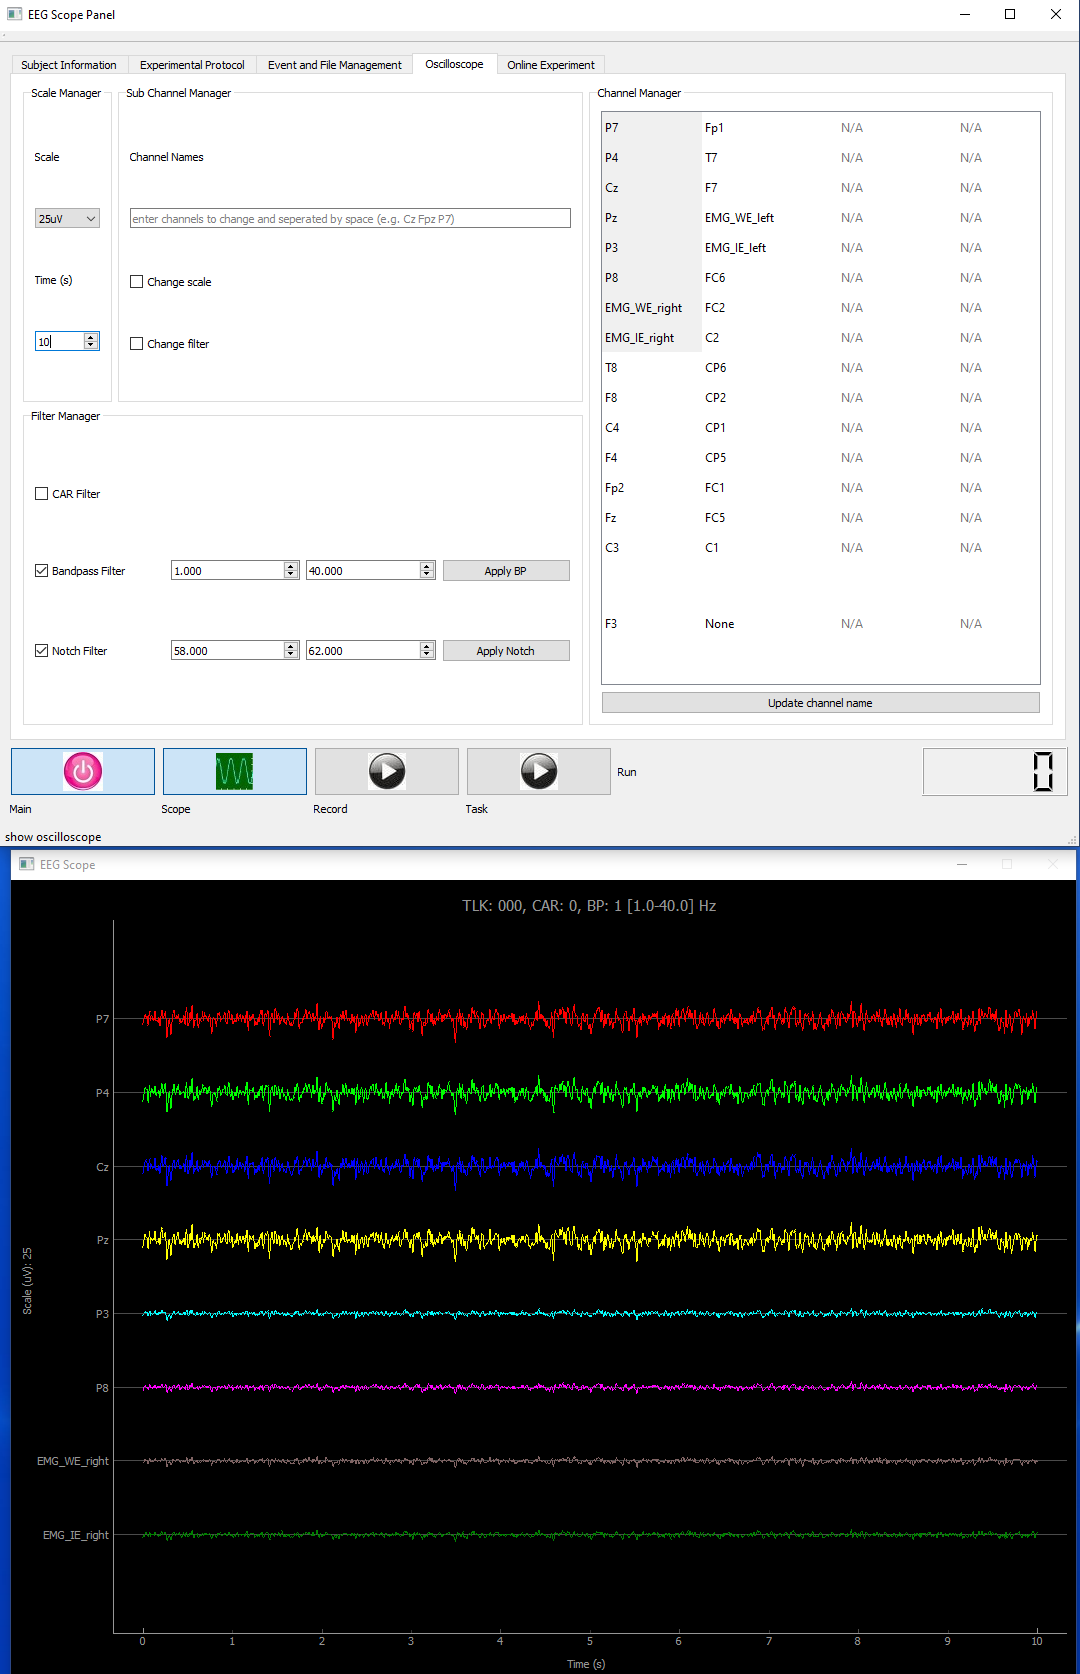 EEG Scope Panel
Subject Information Experimental Protocol Event and File Management Oscilloscope Online Experiment
Scale Manager
Scale
25uV
Time (s)
10
Sub Channel Manager
Channel Names
enter channels to change and seperated by space (e.g. Cz Fpz P7)
Change scale
Change filter
Filter Manager
CAR Filter
Bandpass Filter 1.000 40.000 Apply BP
Notch Filter 58.000 62.000 Apply Notch
Channel Manager
P7 Fp1 N/A N/A
P4 T7 N/A N/A
Cz F7 N/A N/A
Pz EMG_WE_left N/A N/A
P3 EMG_IE_left N/A N/A
P8 FC6 N/A N/A
EMG_WE_right FC2 N/A N/A
EMG_IE_right C2 N/A N/A
T8 CP6 N/A N/A
F8 CP2 N/A N/A
C4 CP1 N/A N/A
F4 CP5 N/A N/A
Fp2 FC1 N/A N/A
Fz FC5 N/A N/A
C3 C1 N/A N/A
F3 None N/A N/A
Update channel name
Run
0
Main Scope Record Task
show oscilloscope
EEG Scope
TLK: 000, CAR: 0, BP: 1 [1.0-40.0] Hz
P7
P4
Cz
Pz
Scale (uV): 25
P3
P8
EMG_WE_right
EMG_IE_right
0 1 2 3 4 5 6 7 8 9 10
Time (s)